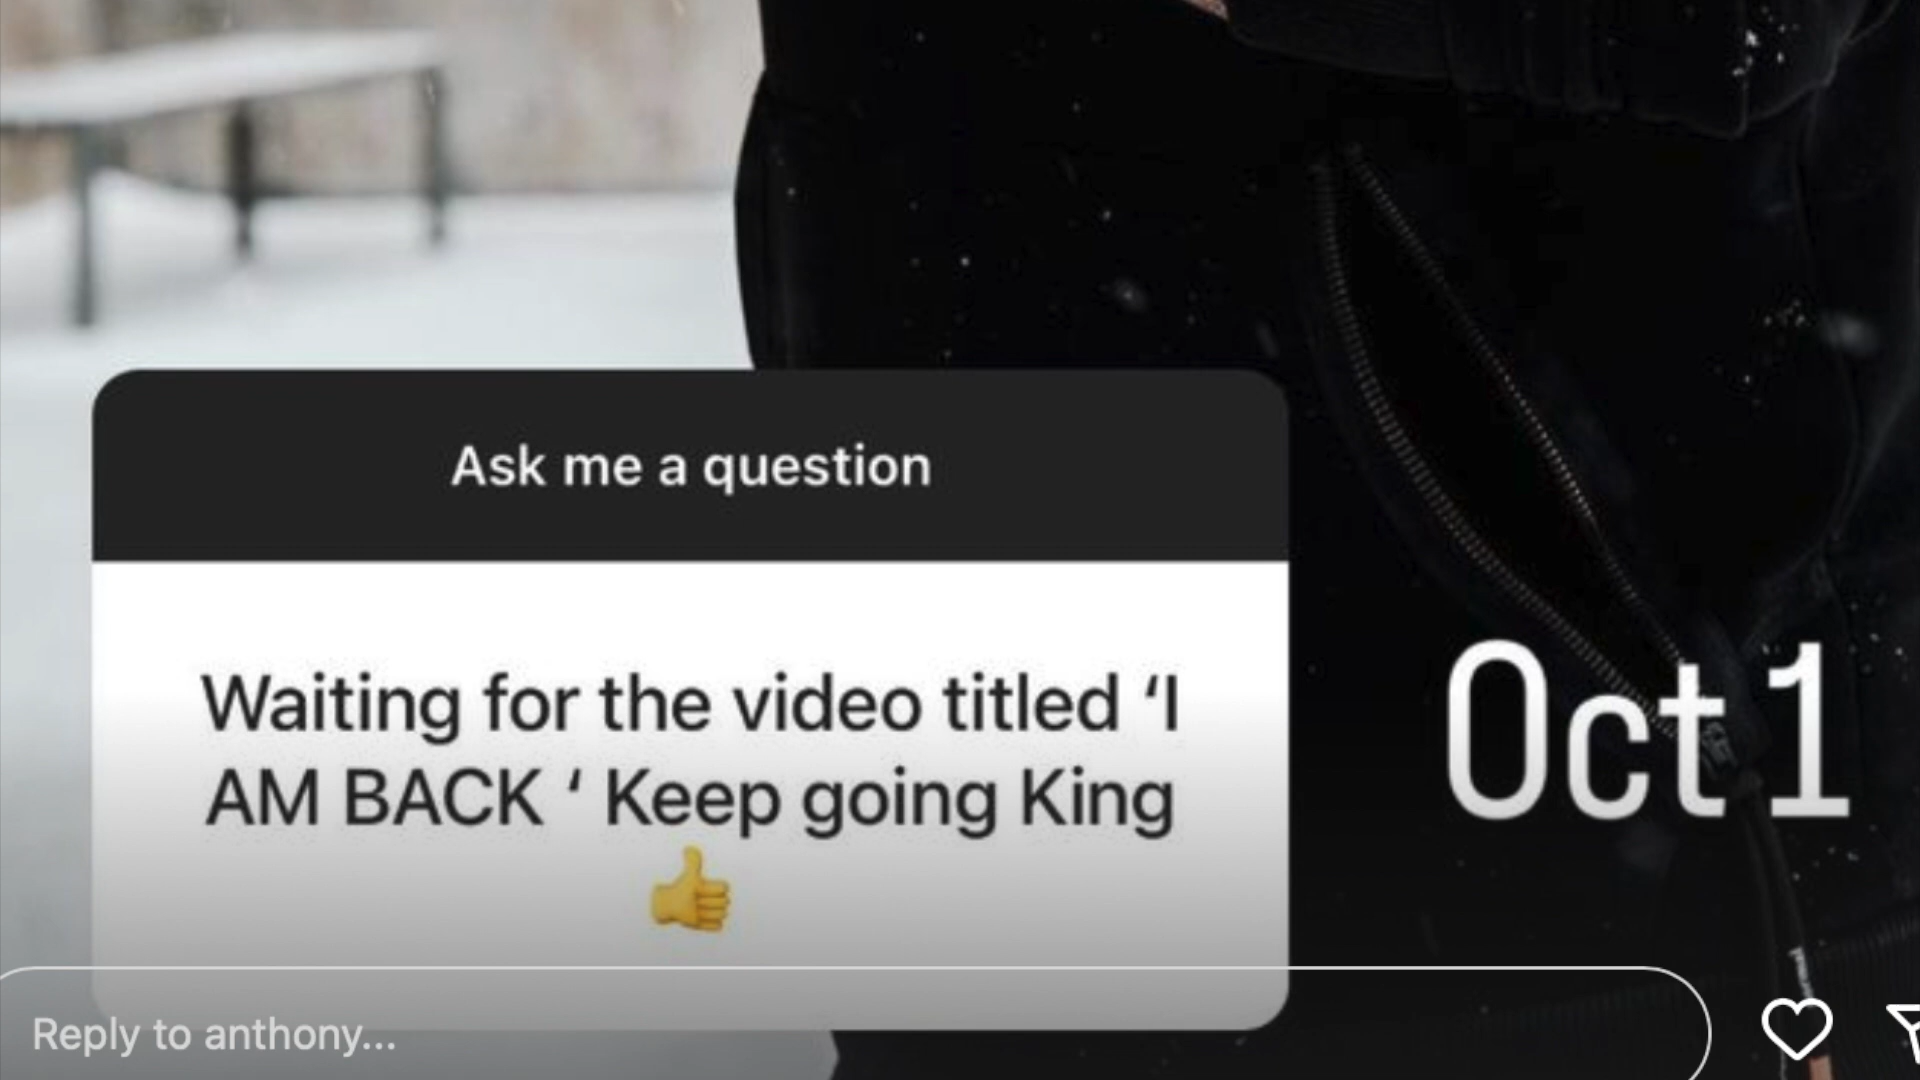 Ask me a question
Waiting for the video titled ‘I
AM BACK ‘ Keep going King
👍
Oct 1
Reply to anthony...